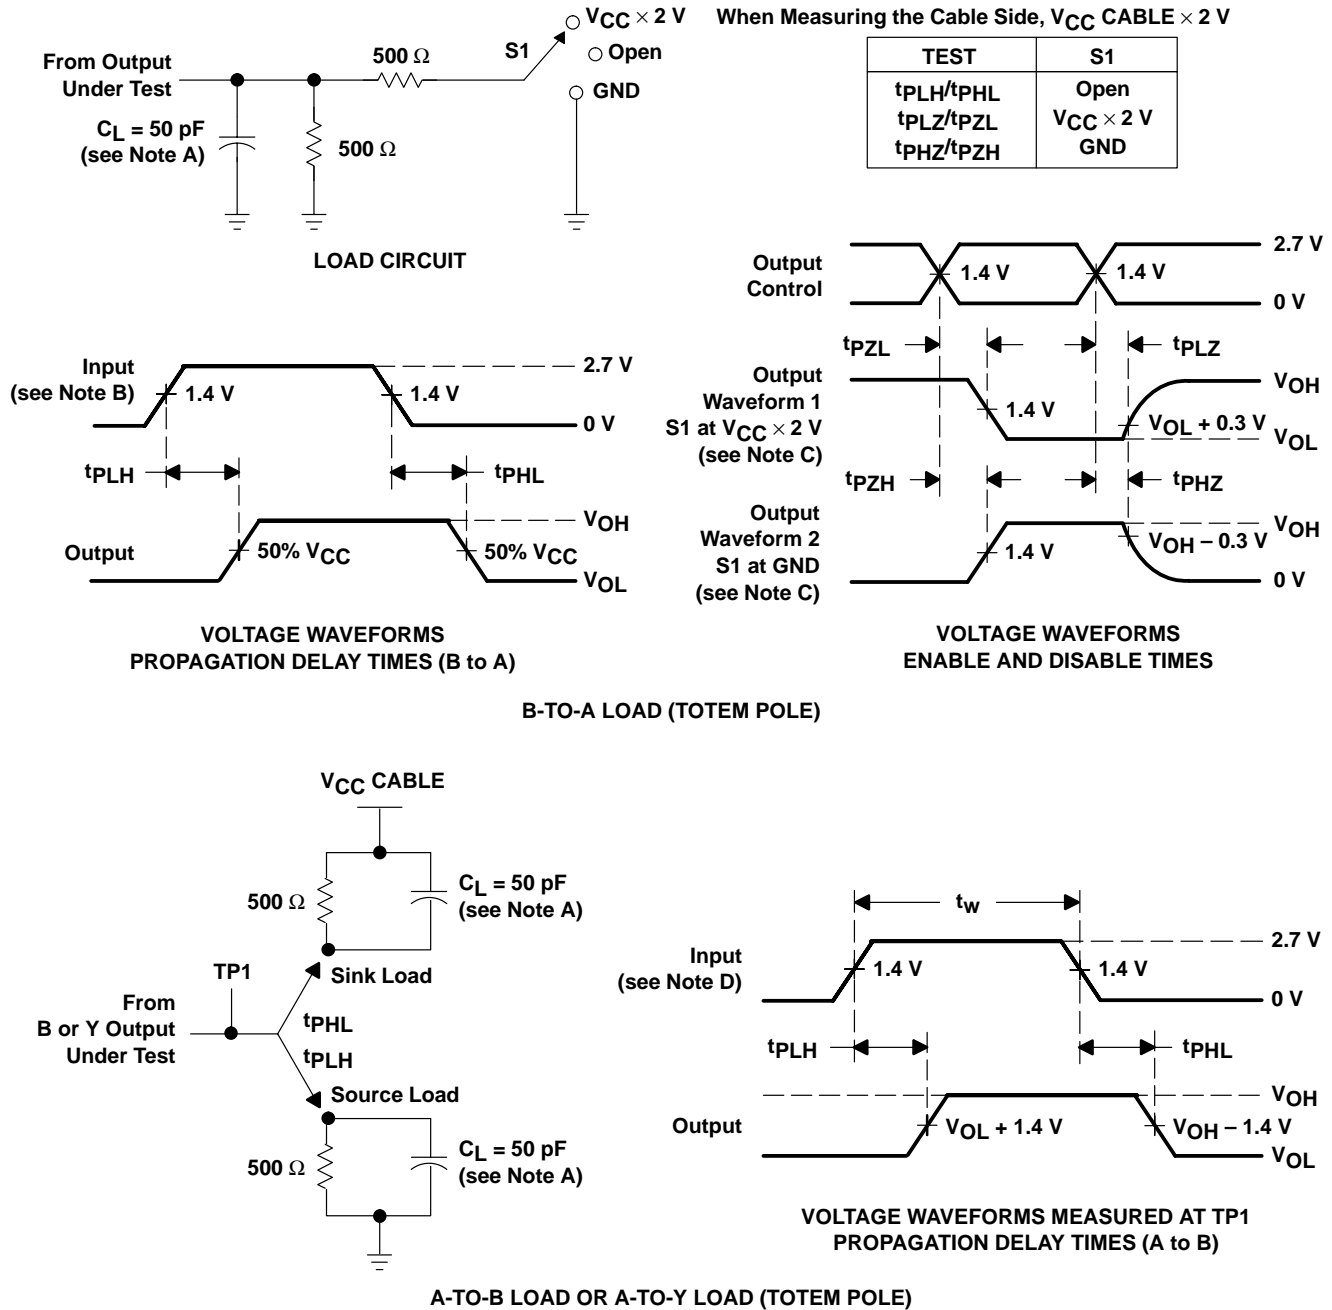 VCC × 2 V
When Measuring the Cable Side, VCC CABLE × 2 V
S1
Open
GND
500 Ω
From Output
Under Test
CL = 50 pF
(see Note A)
500 Ω
LOAD CIRCUIT
TEST S1
tPLH/tPHL Open
tPLZ/tPZL VCC × 2 V
tPHZ/tPZH GND
Input
(see Note B)
1.4 V
1.4 V
2.7 V
0 V
tPLH
tPHL
Output
50% VCC
50% VCC
VOH
VOL
VOLTAGE WAVEFORMS
PROPAGATION DELAY TIMES (B to A)
Output
Control
1.4 V
1.4 V
2.7 V
0 V
tPZL
tPLZ
Output
Waveform 1
S1 at VCC × 2 V
(see Note C)
1.4 V
VOL + 0.3 V
VOH
VOL
tPZH
tPHZ
Output
Waveform 2
S1 at GND
(see Note C)
1.4 V
VOH – 0.3 V
VOH
0 V
VOLTAGE WAVEFORMS
ENABLE AND DISABLE TIMES
B-TO-A LOAD (TOTEM POLE)
VCC CABLE
500 Ω
CL = 50 pF
(see Note A)
TP1
Sink Load
From
B or Y Output
Under Test
tPHL
tPLH
Source Load
500 Ω
CL = 50 pF
(see Note A)
tw
Input
(see Note D)
1.4 V
1.4 V
2.7 V
0 V
tPLH
tPHL
Output
VOL + 1.4 V
VOH – 1.4 V
VOH
VOL
VOLTAGE WAVEFORMS MEASURED AT TP1
PROPAGATION DELAY TIMES (A to B)
A-TO-B LOAD OR A-TO-Y LOAD (TOTEM POLE)